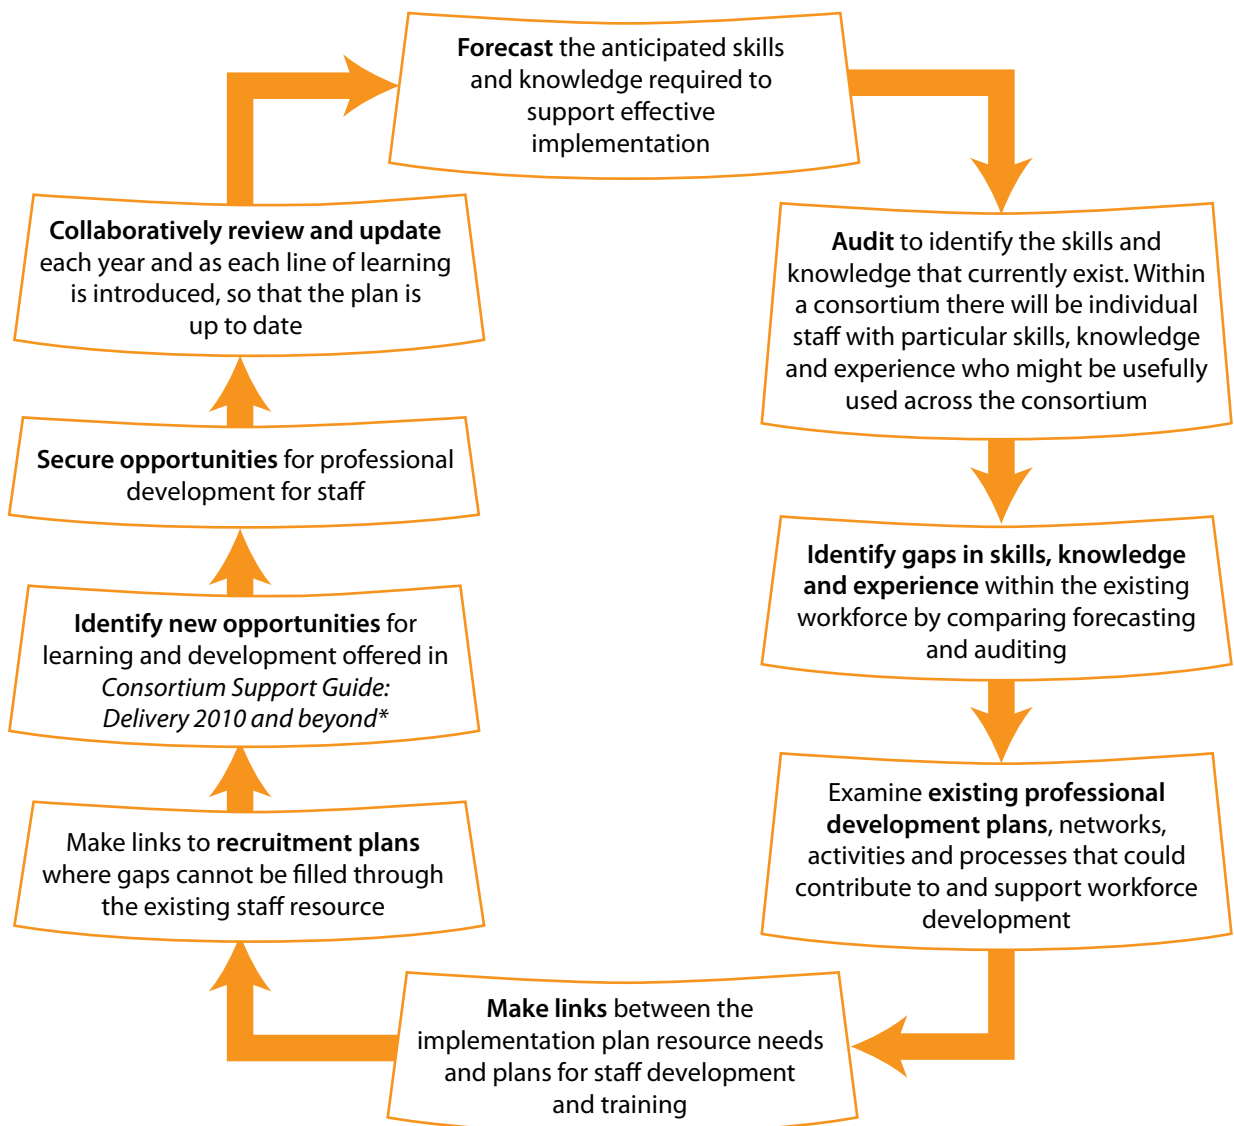 Forecast the anticipated skills
and knowledge required to
support effective
implementation
Audit to identify the skills and
knowledge that currently exist. Within
a consortium there will be individual
staff with particular skills, knowledge
and experience who might be usefully
used across the consortium
Identify gaps in skills, knowledge
and experience within the existing
workforce by comparing forecasting
and auditing
Examine existing professional
development plans, networks,
activities and processes that could
contribute to and support workforce
development
Make links between the
implementation plan resource needs
and plans for staff development
and training
Make links to recruitment plans
where gaps cannot be filled through
the existing staff resource
Identify new opportunities for
learning and development offered in
Consortium Support Guide:
Delivery 2010 and beyond*
Secure opportunities for professional
development for staff
Collaboratively review and update
each year and as each line of learning
is introduced, so that the plan is
up to date